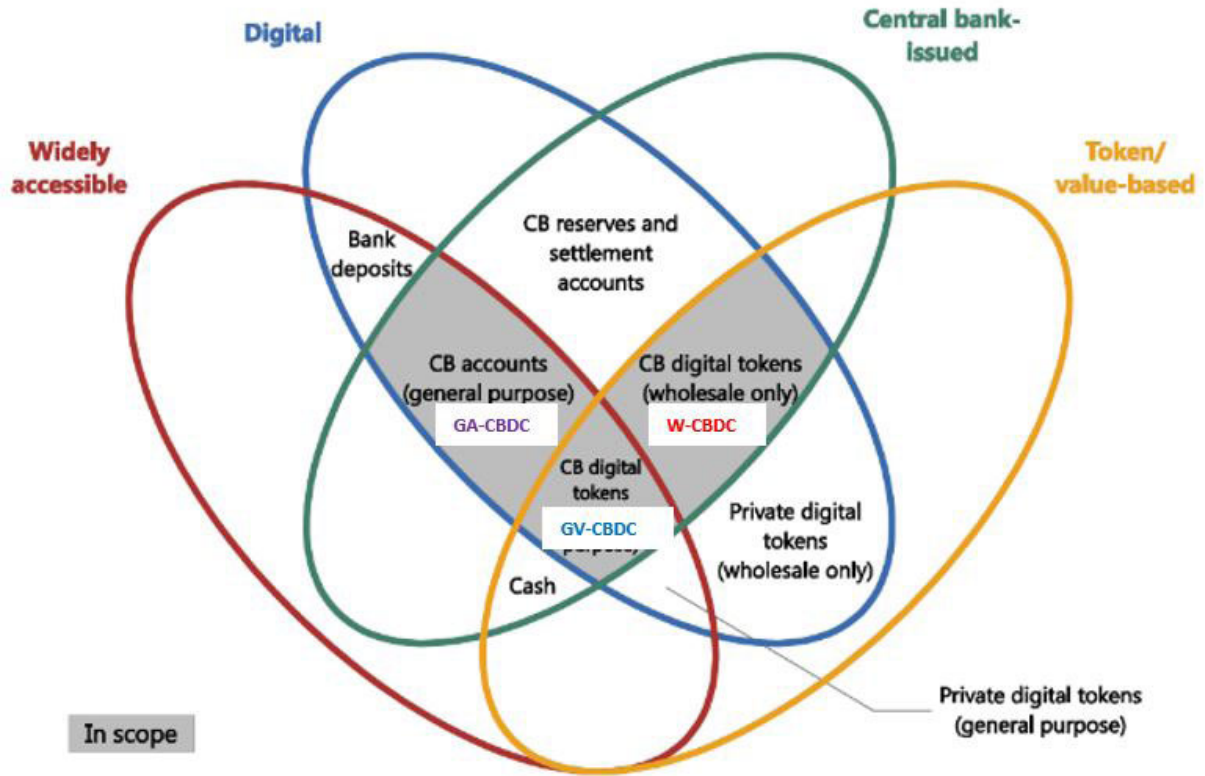 Digital
Central bank-
issued
Widely
accessible
Token/
value-based
Bank
deposits
CB reserves and
settlement
accounts
CB accounts
(general purpose)
GA-CBDC
CB digital tokens
(wholesale only)
W-CBDC
CB digital
tokens
GV-CBDC
purpose)
Private digital
tokens
(wholesale only)
Cash
Private digital tokens
(general purpose)
In scope